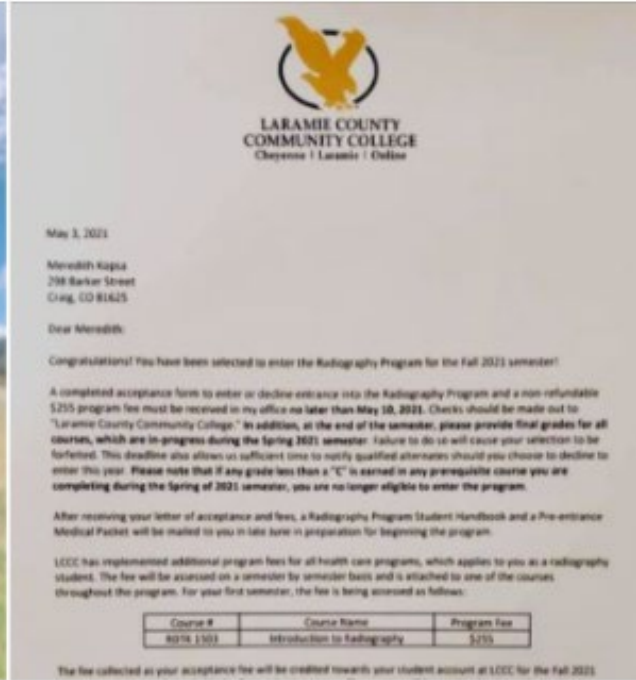 LARAMIE COUNTY
COMMUNITY COLLEGE
Cheyenne | Laramie | Online
May 3, 2021
Meredith Kapsa
298 Barker Street
Craig, CO 81625
Dear Meredith:
Congratulations! You have been selected to enter the Radiography Program for the Fall 2021 semester!
A completed acceptance form to enter or decline entrance into the Radiography Program and a non-refundable
$255 program fee must be received in my office no later than May 10, 2021. Checks should be made out to
"Laramie County Community College." In addition, at the end of the semester, please provide final grades for all
courses, which are in-progress during the Spring 2021 semester. Failure to do so will cause your selection to be
forfeited. This deadline also allows us sufficient time to notify qualified alternates should you choose to decline to
enter this year. Please note that if any grade less than a "C" is earned in any prerequisite course you are
completing during the Spring of 2021 semester, you are no longer eligible to enter the program.
After receiving your letter of acceptance and fees, a Radiography Program Student Handbook and a Pre-entrance
Medical Packet will be mailed to you in late June in preparation for beginning the program.
LCCC has implemented additional program fees for all health care programs, which applies to you as a radiography
student. The fee will be assessed on a semester by semester basis and is attached to one of the courses
throughout the program. For your first semester, the fee is being assessed as follows:
Course # Course Name Program Fee
RDTK 1503 Introduction to Radiography $255
The fee collected as your acceptance fee will be credited towards your student account at LCCC for the Fall 2021